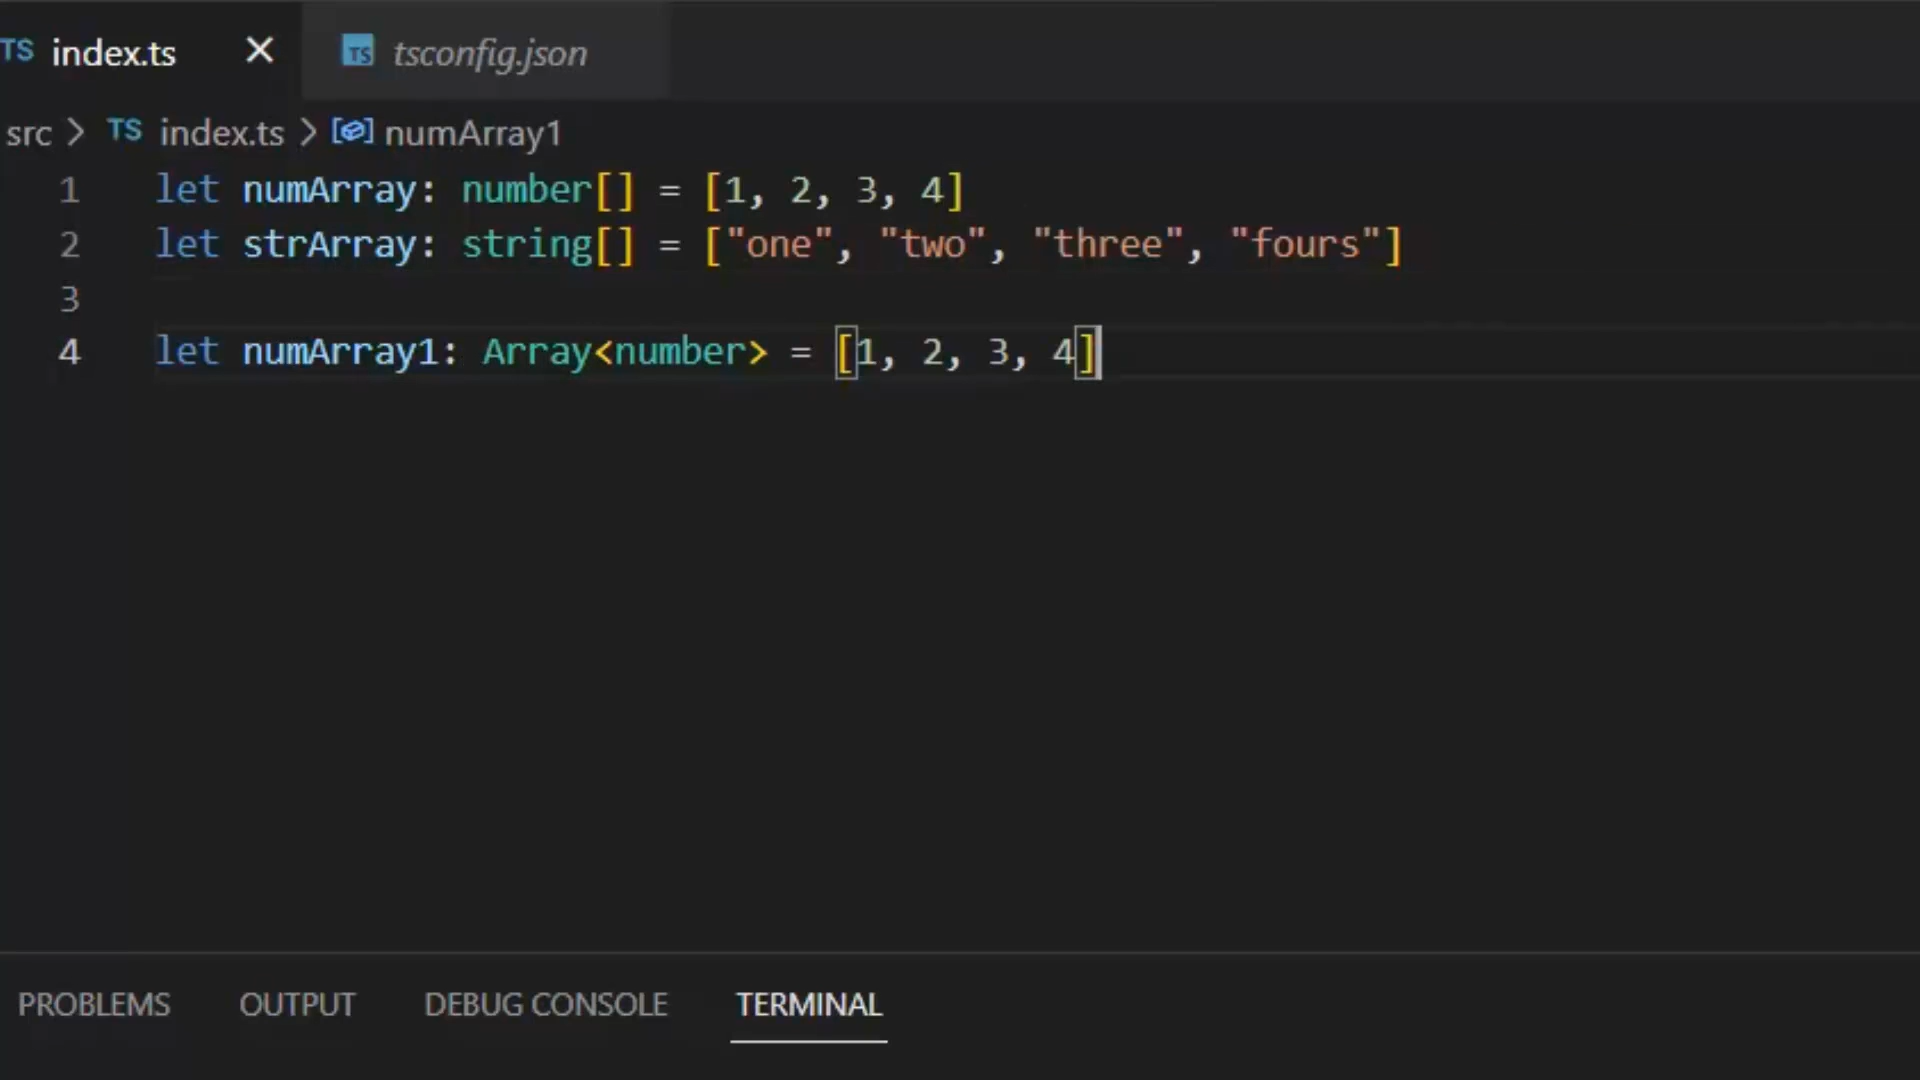 TS index.ts × TS tsconfig.json
src > TS index.ts > numArray1
1 let numArray: number[] = [1, 2, 3, 4]
2 let strArray: string[] = ["one", "two", "three", "fours"]
3
4 let numArray1: Array<number> = [1, 2, 3, 4]
PROBLEMS OUTPUT DEBUG CONSOLE TERMINAL